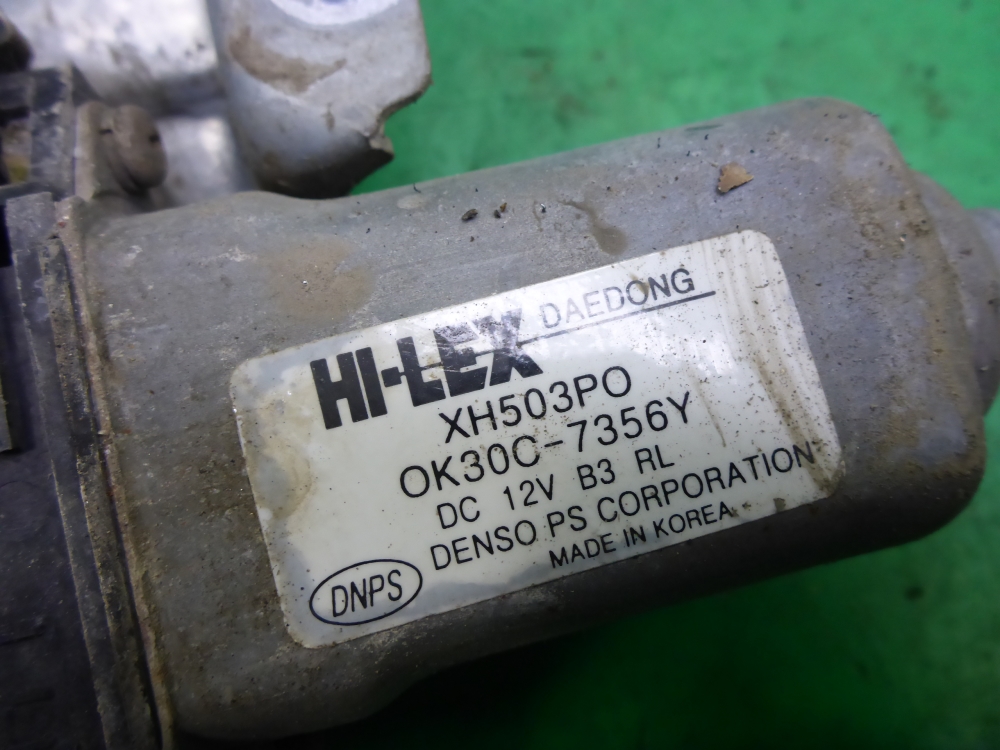 HI-LEX DAEDONG
XH503PO
OK30C-7356Y
DC 12V B3 RL
DENSO PS CORPORATION
MADE IN KOREA
DNPS